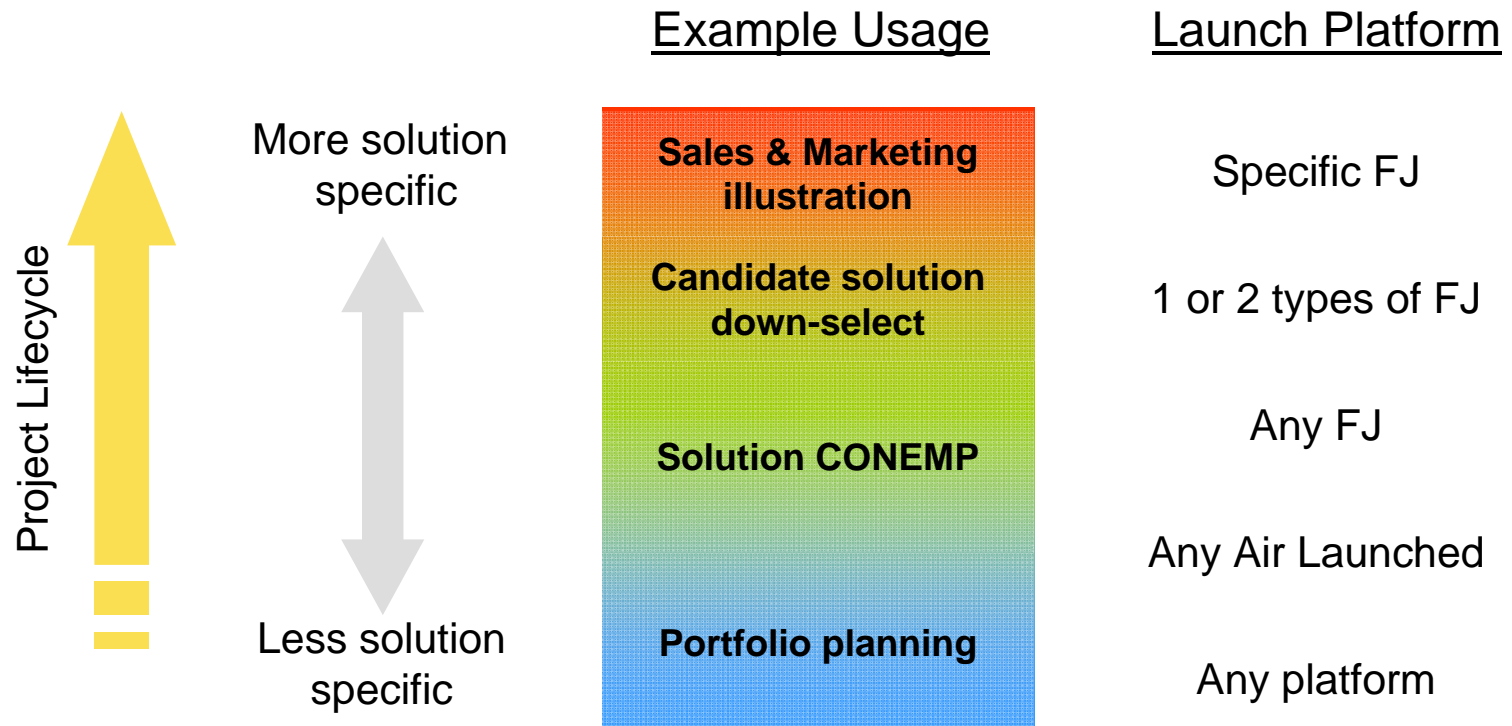 Example Usage
Launch Platform
Project Lifecycle
More solution
specific
Less solution
specific
Sales & Marketing
illustration
Candidate solution
down-select
Solution CONEMP
Portfolio planning
Specific FJ
1 or 2 types of FJ
Any FJ
Any Air Launched
Any platform